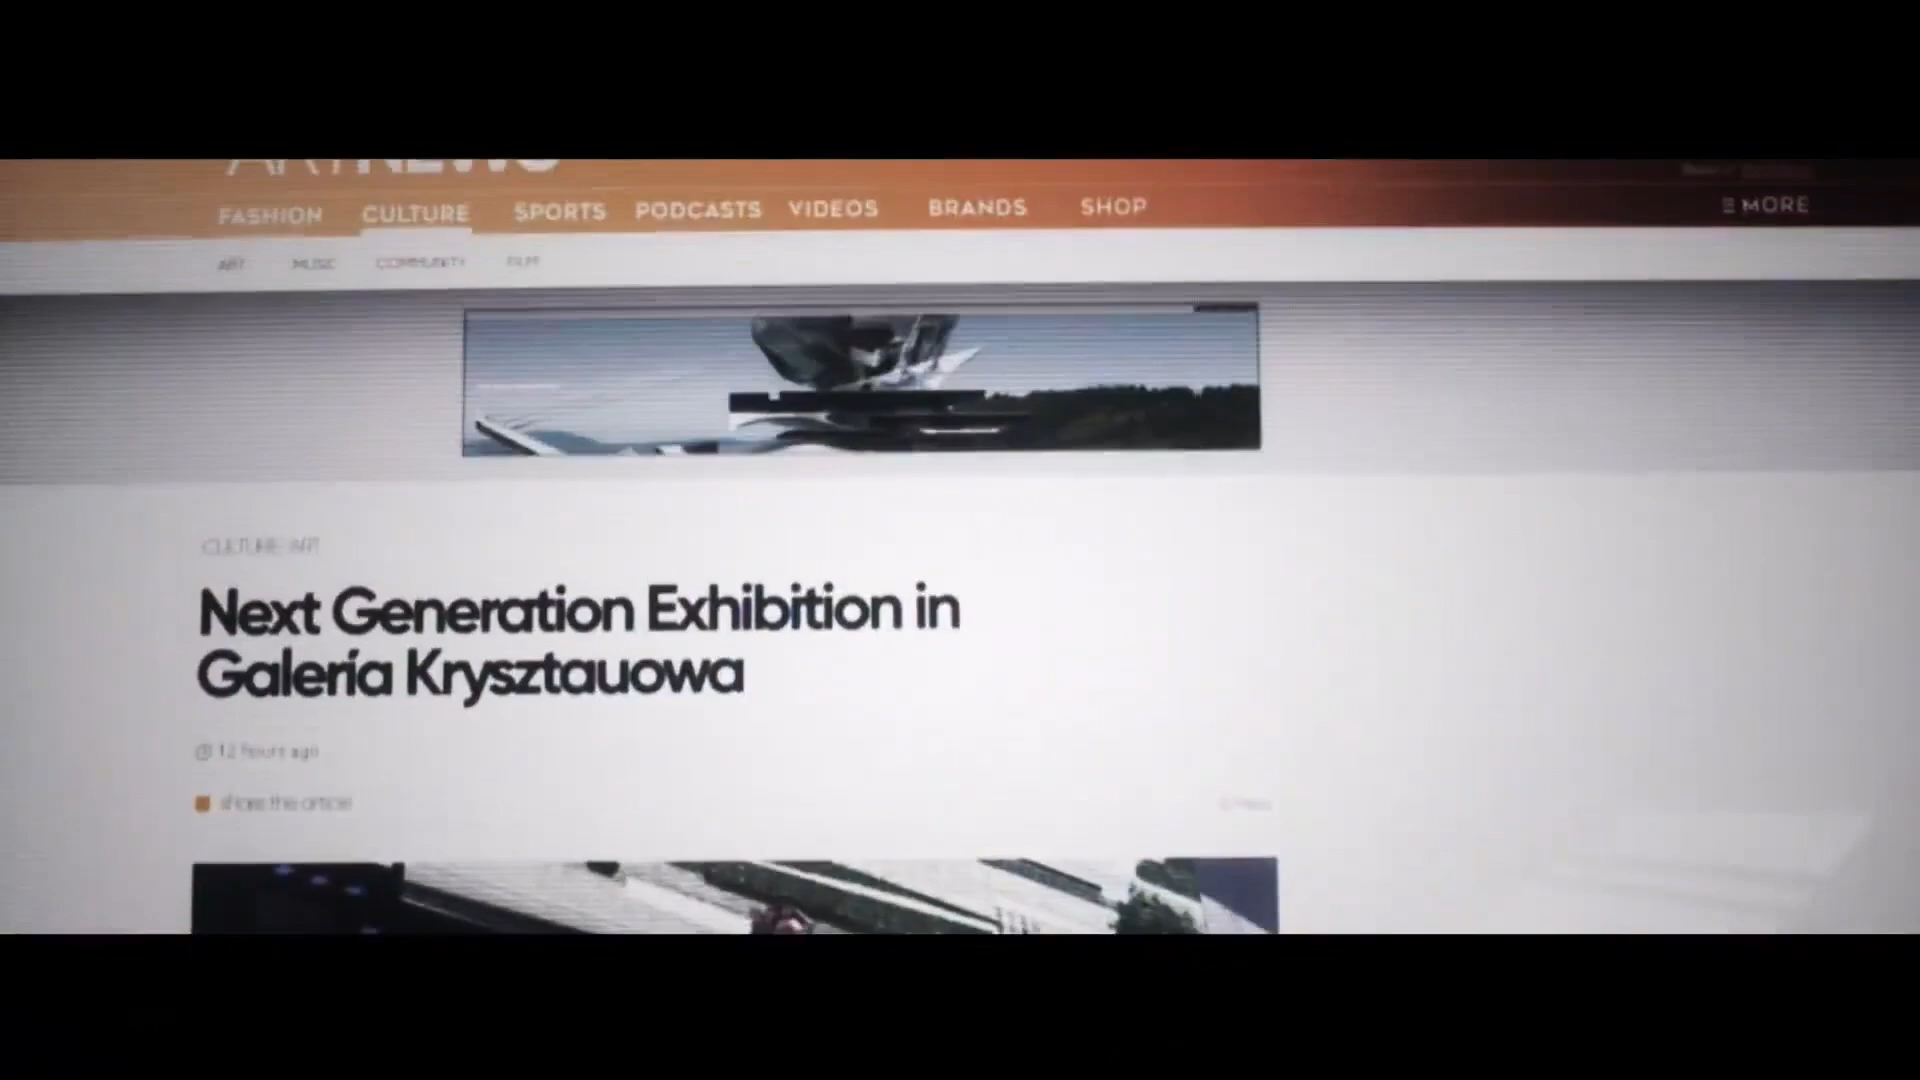 ARTNEWS
FASHION CULTURE SPORTS PODCASTS VIDEOS BRANDS SHOP MORE
ART MUSIC COMMUNITY FILM
CULTURE / ART
Next Generation Exhibition in
Galería Krysztauowa
12 hours ago
share the article